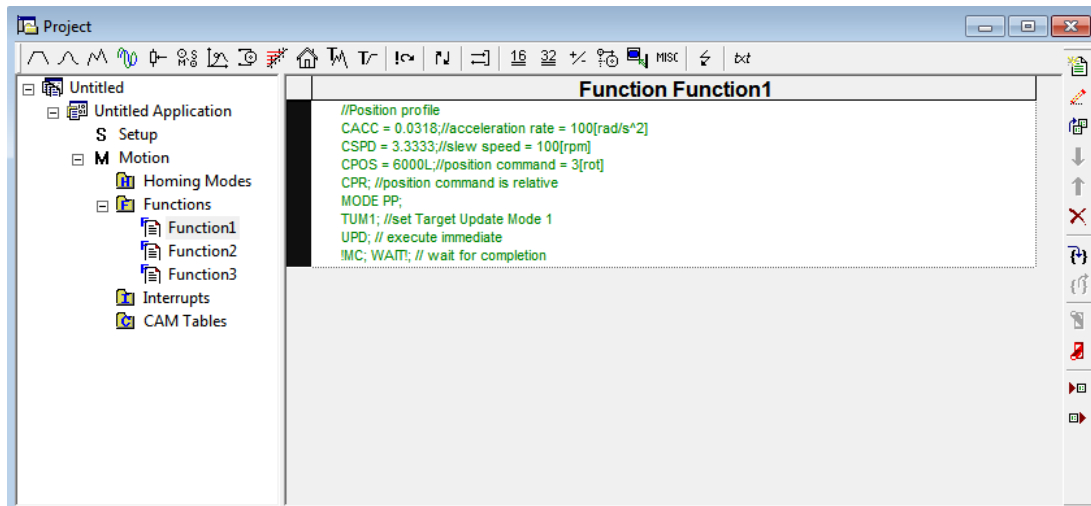 Project
16 32 +/- MISC txt
Untitled
Untitled Application
S Setup
M Motion
H Homing Modes
F Functions
Function1
Function2
Function3
I Interrupts
C CAM Tables
Function Function1
//Position profile
CACC = 0.0318;//acceleration rate = 100[rad/s^2]
CSPD = 3.3333;//slew speed = 100[rpm]
CPOS = 6000L;//position command = 3[rot]
CPR; //position command is relative
MODE PP;
TUM1; //set Target Update Mode 1
UPD; // execute immediate
!MC; WAIT!; // wait for completion